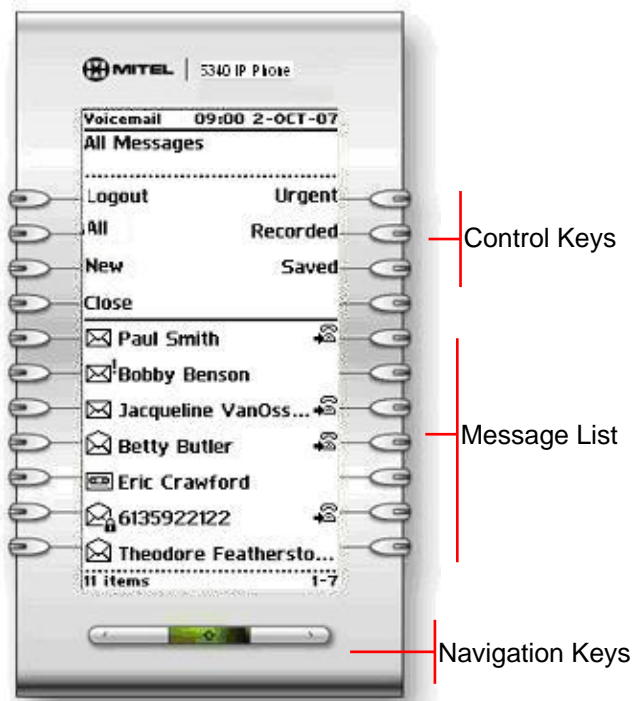 MITEL | 5340 IP Phone
Voicemail 09:00 2-OCT-07
All Messages
Logout Urgent
All Recorded
New Saved
Close
Paul Smith
Bobby Benson
Jacqueline VanOss...
Betty Butler
Eric Crawford
6135922122
Theodore Feathersto...
11 items 1-7
Control Keys
Message List
Navigation Keys